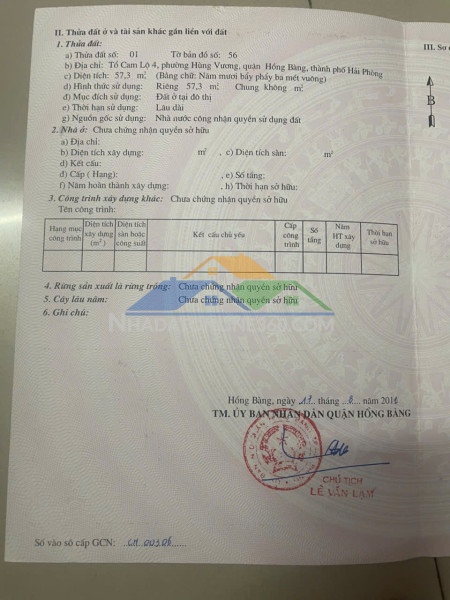 II. Thửa đất ở và tài sản khác gắn liền với đất
III. Sơ
1. Thửa đất:
a) Thửa đất số: 01 Tờ bản đồ số: 56
b) Địa chỉ: Tổ Cam Lộ 4, phường Hùng Vương, quận Hồng Bàng, thành phố Hải Phòng
c) Diện tích: 57,3 m² (Bằng chữ: Năm mươi bẩy phẩy ba mét vuông)
d) Hình thức sử dụng: Riêng 57,3 m² Chung không m²
B
đ) Mục đích sử dụng: Đất ở tại đô thị
e) Thời hạn sử dụng: Lâu dài
g) Nguồn gốc sử dụng: Nhà nước công nhận quyền sử dụng đất
2. Nhà ở: Chưa chứng nhận quyền sở hữu
a) Địa chỉ:
b) Diện tích xây dựng: m² , c) Diện tích sàn: m²
d) Kết cấu:
đ) Cấp (Hạng): , e) Số tầng:
f) Năm hoàn thành xây dựng: , h) Thời hạn sở hữu:
3. Công trình xây dựng khác: Chưa chứng nhận quyền sở hữu
Tên công trình:
Hạng mục công trình
Diện tích xây dựng (m²)
Diện tích sàn hoặc công suất
Kết cấu chủ yếu
Cấp công trình
Số tầng
Năm HT xây dựng
Thời hạn sở hữu
4. Rừng sản xuất là rừng trồng: Chưa chứng nhận quyền sở hữu
5. Cây lâu năm: Chưa chứng nhận quyền sở hữu
6. Ghi chú:
Hồng Bàng, ngày 11 tháng năm
TM. ỦY BAN NHÂN DÂN QUẬN HỒNG BÀNG
CHỦ TỊCH
LÊ VĂN LẠM
Số vào sổ cấp GCN: CH 00906